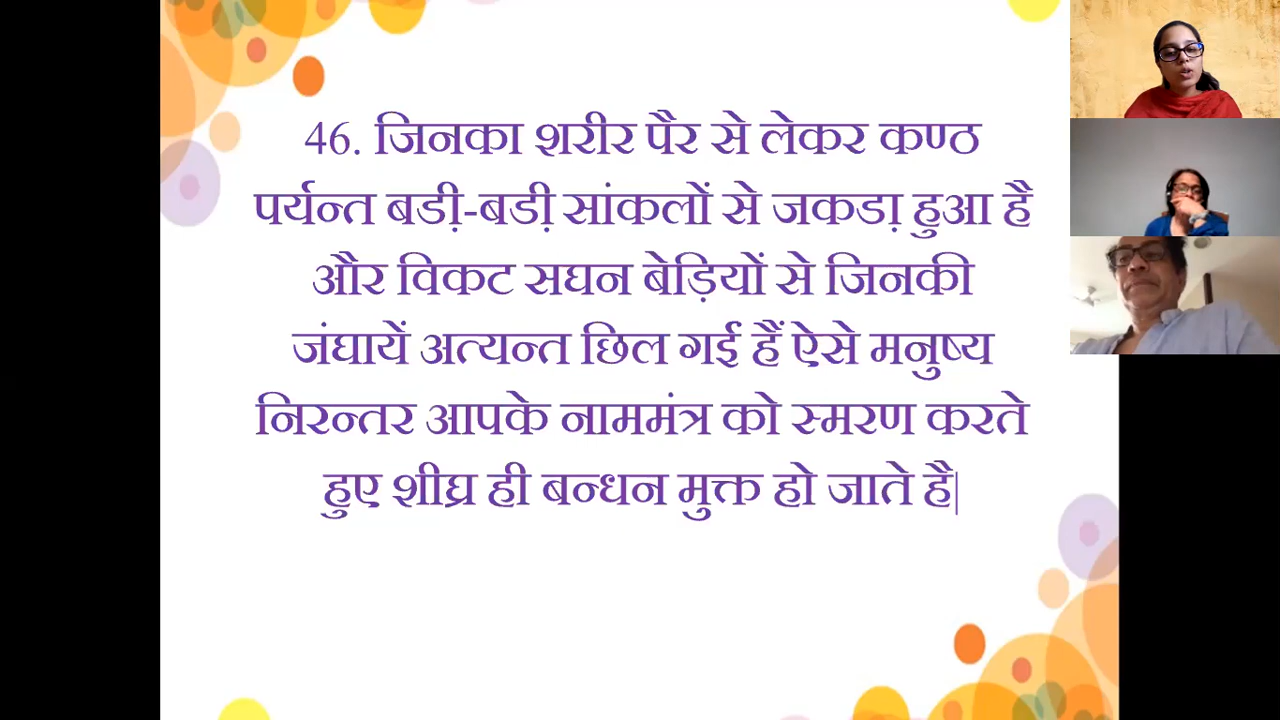 46. जिनका शरीर पैर से लेकर कण्ठ
पर्यन्त बडी़-बडी़ सांकलों से जकडा़ हुआ है
और विकट सघन बेड़ियों से जिनकी
जंघायें अत्यन्त छिल गई हैं ऐसे मनुष्य
निरन्तर आपके नाममंत्र को स्मरण करते
हुए शीघ्र ही बन्धन मुक्त हो जाते है|